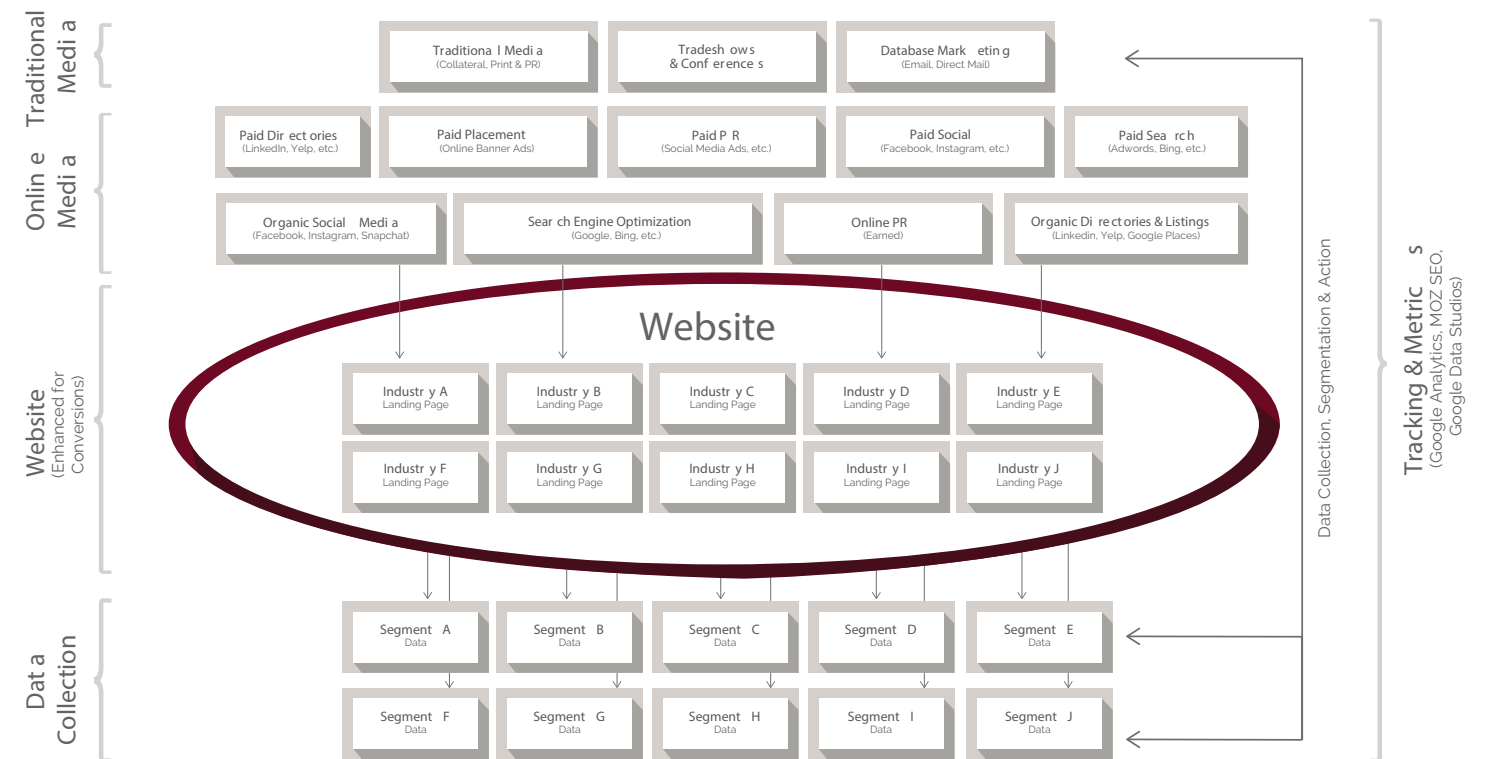 Traditional
Media
Traditional Media
(Collateral, Print & PR)
Tradeshows
& Conferences
Database Marketing
(Email, Direct Mail)
Online
Media
Paid Directories
(LinkedIn, Yelp, etc.)
Paid Placement
(Online Banner Ads)
Paid PR
(Social Media Ads, etc.)
Paid Social
(Facebook, Instagram, etc.)
Paid Search
(Adwords, Bing, etc.)
Organic Social Media
(Facebook, Instagram, Snapchat)
Search Engine Optimization
(Google, Bing, etc.)
Online PR
(Earned)
Organic Directories & Listings
(Linkedin, Yelp, Google Places)
Website
(Enhanced for
Conversions)
Website
Industry A
Landing Page
Industry B
Landing Page
Industry C
Landing Page
Industry D
Landing Page
Industry E
Landing Page
Industry F
Landing Page
Industry G
Landing Page
Industry H
Landing Page
Industry I
Landing Page
Industry J
Landing Page
Data
Collection
Segment A
Data
Segment B
Data
Segment C
Data
Segment D
Data
Segment E
Data
Segment F
Data
Segment G
Data
Segment H
Data
Segment I
Data
Segment J
Data
Data Collection, Segmentation & Action
Tracking & Metrics
(Google Analytics, MOZ SEO,
Google Data Studios)